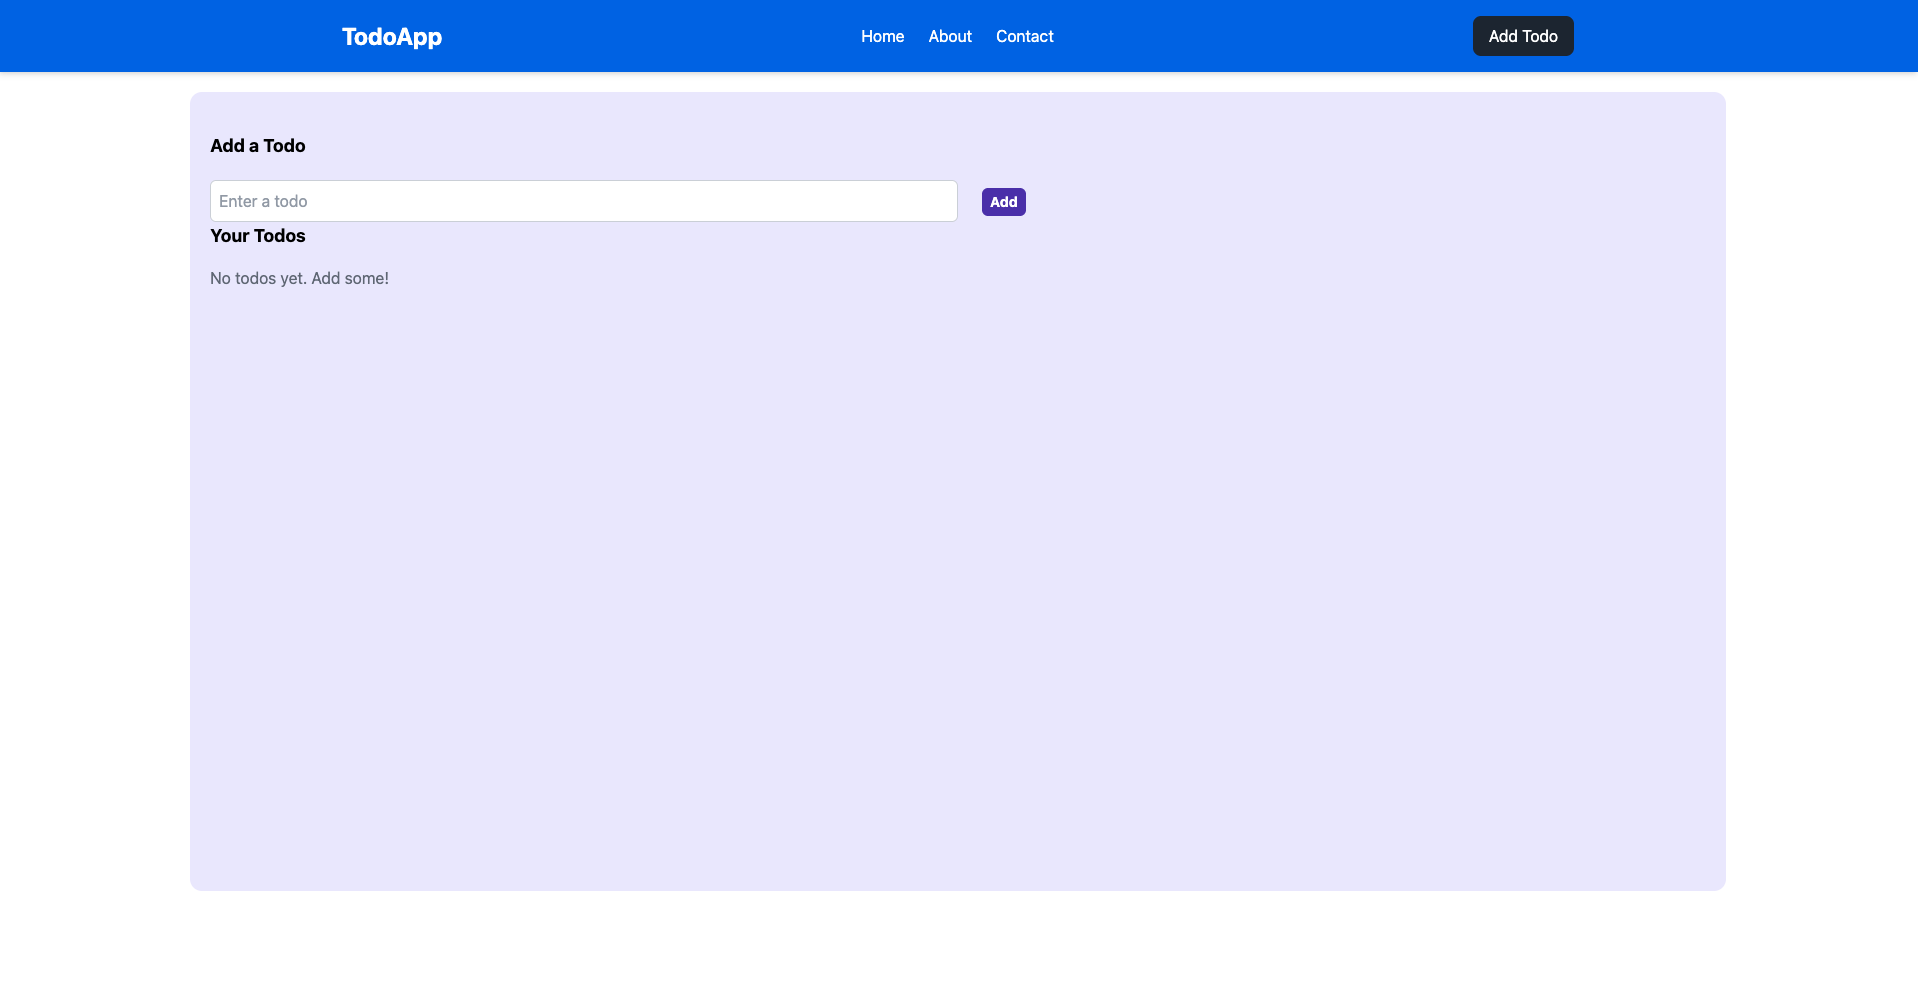 TodoApp Home About Contact Add Todo
Add a Todo
Enter a todo Add
Your Todos
No todos yet. Add some!